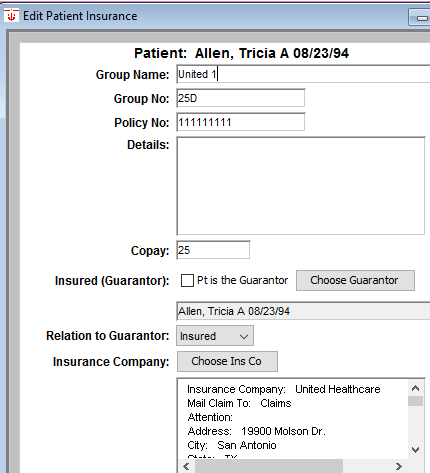 Edit Patient Insurance
Patient: Allen, Tricia A 08/23/94
Group Name: United 1
Group No: 25D
Policy No: 111111111
Details:
Copay: 25
Insured (Guarantor): Pt is the Guarantor Choose Guarantor
Allen, Tricia A 08/23/94
Relation to Guarantor: Insured
Insurance Company: Choose Ins Co
Insurance Company: United Healthcare
Mail Claim To: Claims
Attention:
Address: 19900 Molson Dr.
City: San Antonio
State: TX